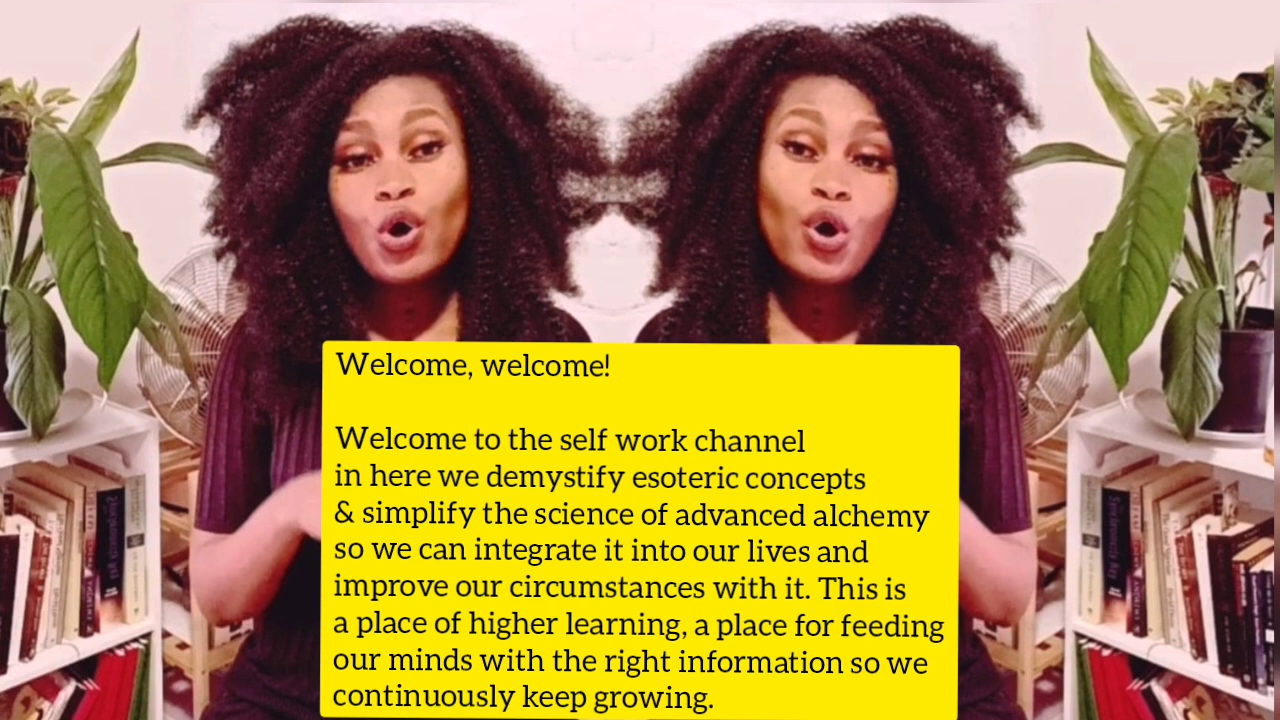 Welcome, welcome!
Welcome to the self work channel
in here we demystify esoteric concepts
& simplify the science of advanced alchemy
so we can integrate it into our lives and
improve our circumstances with it. This is
a place of higher learning, a place for feeding
our minds with the right information so we
continuously keep growing.